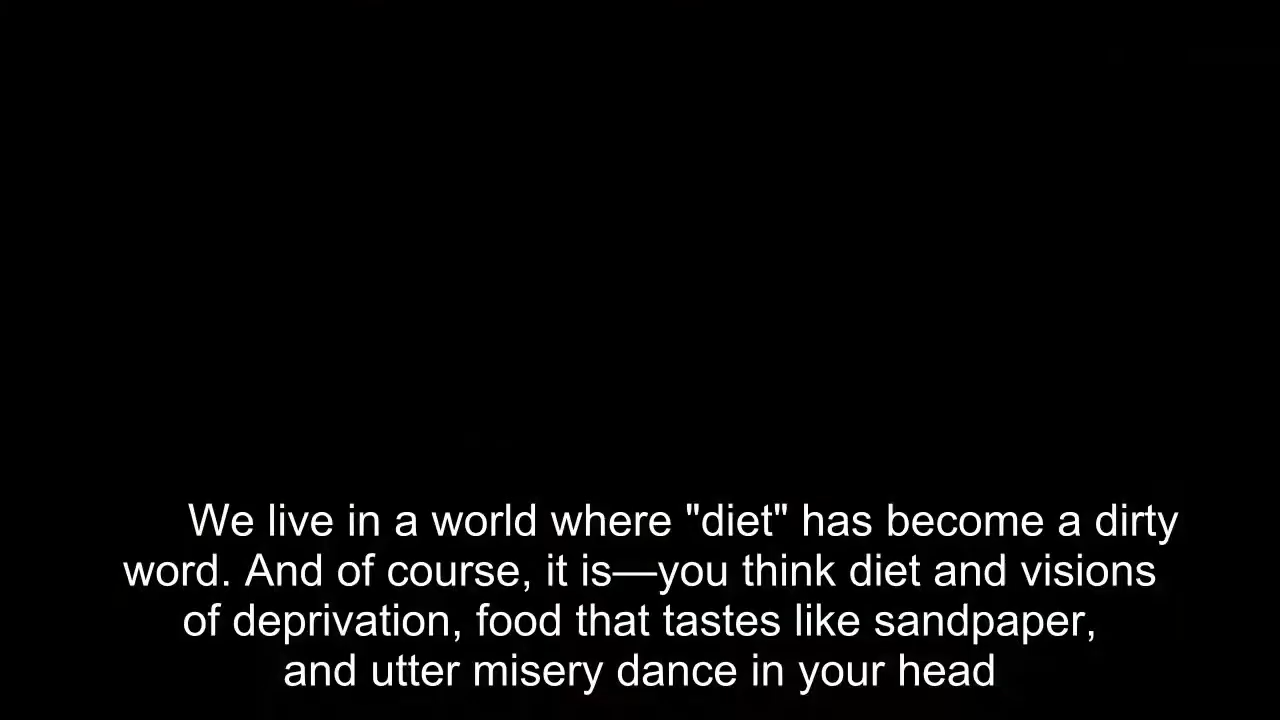 We live in a world where "diet" has become a dirty
word. And of course, it is—you think diet and visions
of deprivation, food that tastes like sandpaper,
and utter misery dance in your head